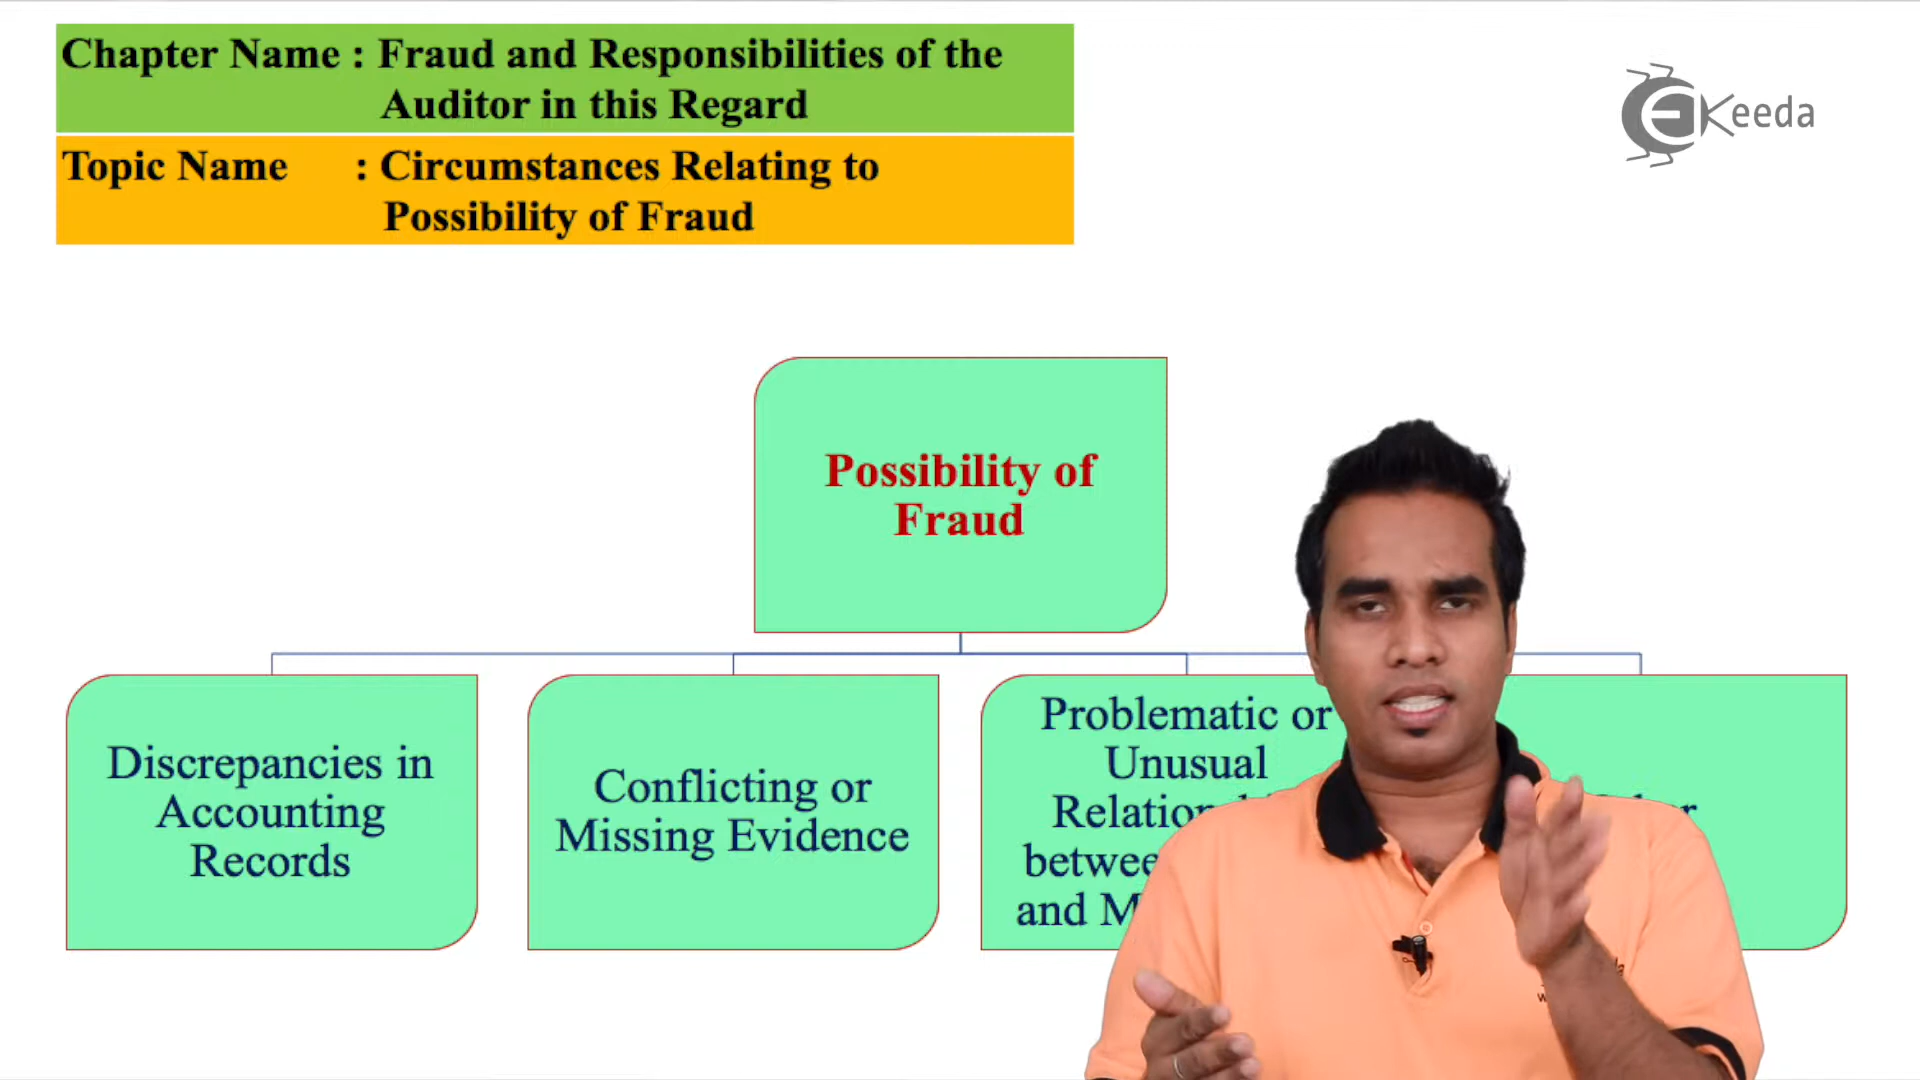 Chapter Name : Fraud and Responsibilities of the
Auditor in this Regard
Topic Name : Circumstances Relating to
Possibility of Fraud
EKeeda
Possibility of
Fraud
Discrepancies in
Accounting
Records
Conflicting or
Missing Evidence
Problematic or
Unusual
and